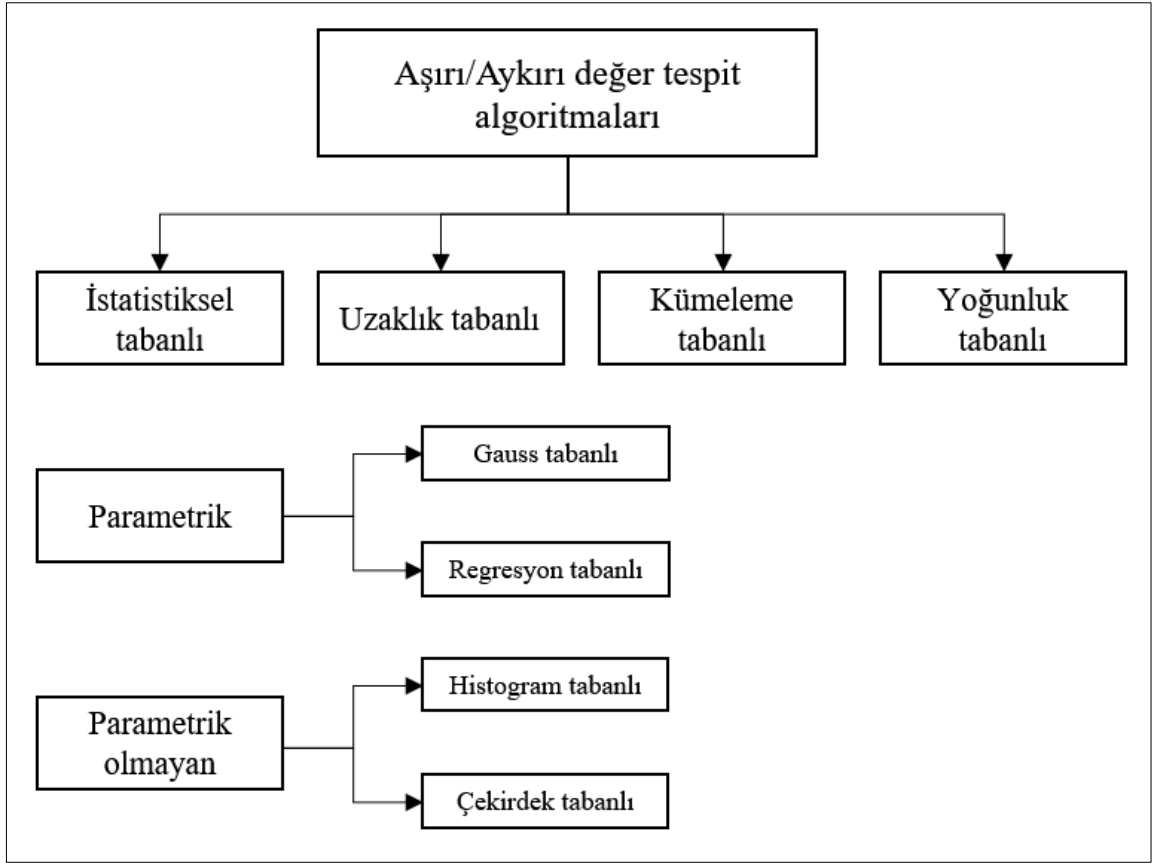 Aşırı/Aykırı değer tespit
algoritmaları
İstatistiksel
tabanlı
Uzaklık tabanlı
Kümeleme
tabanlı
Yoğunluk
tabanlı
Parametrik
Gauss tabanlı
Regresyon tabanlı
Parametrik
olmayan
Histogram tabanlı
Çekirdek tabanlı